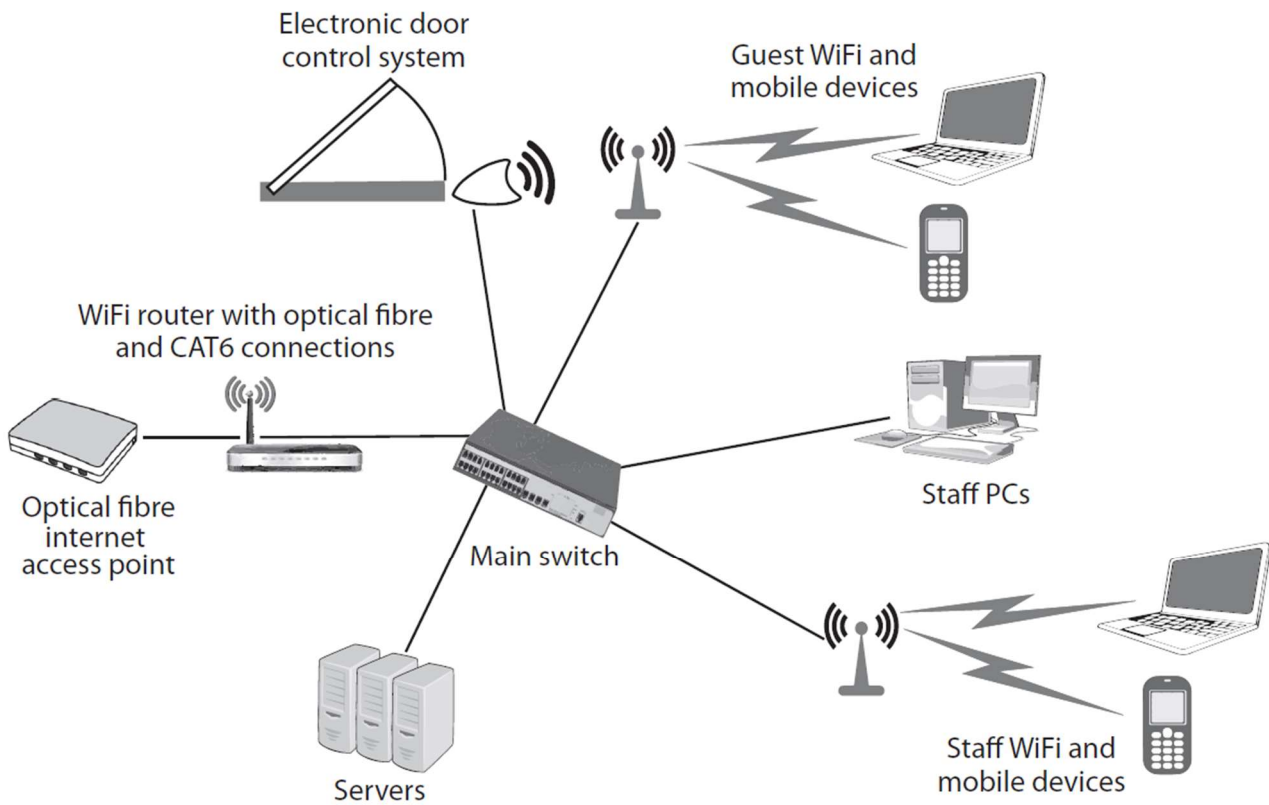 Electronic door
control system
Guest WiFi and
mobile devices
WiFi router with optical fibre
and CAT6 connections
Optical fibre
internet
access point
Main switch
Staff PCs
Servers
Staff WiFi and
mobile devices